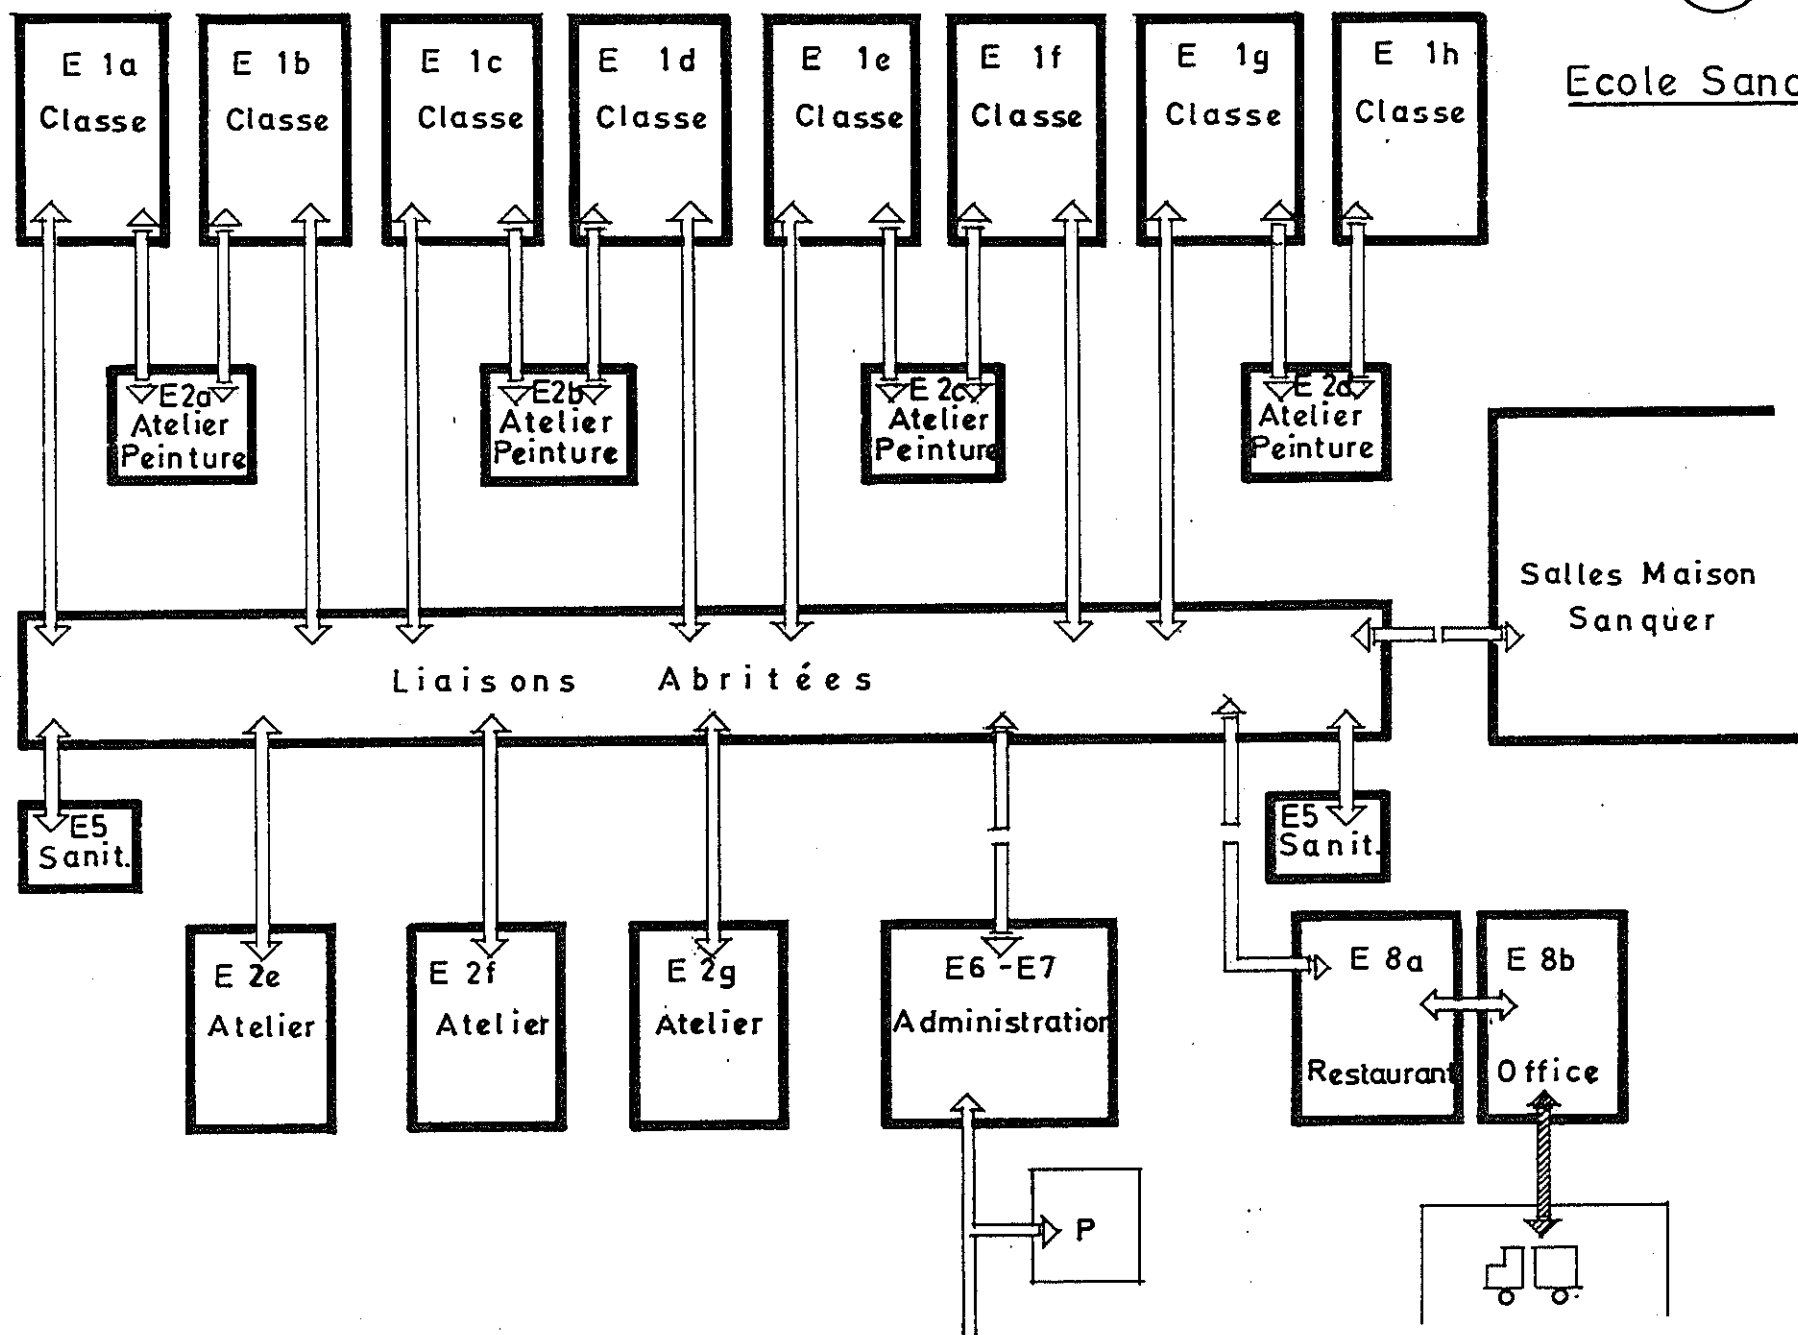 E 1a
Classe
E 1b
Classe
E 1c
Classe
E 1d
Classe
E 1e
Classe
E 1f
Classe
E 1g
Classe
E 1h
Classe
Ecole
E2a
Atelier
Peinture
E2b
Atelier
Peinture
E 2c
Atelier
Peinture
E 2d
Atelier
Peinture
Salles Maison
Sanquer
Liaisons Abritées
E5
Sanit.
E5
Sanit.
E 2e
Atelier
E 2f
Atelier
E 2g
Atelier
E6 - E7
Administration
E 8a
Restaurant
E 8b
Office
P